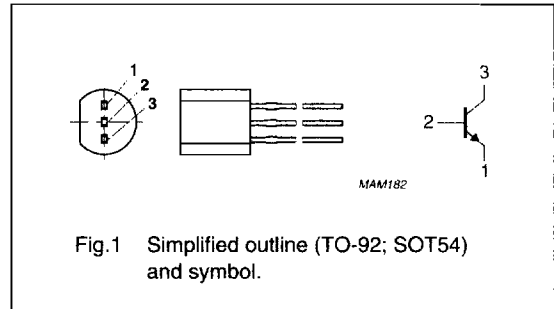 1
2
3
3
2
1
MAM182
Fig.1 Simplified outline (TO-92; SOT54)
and symbol.